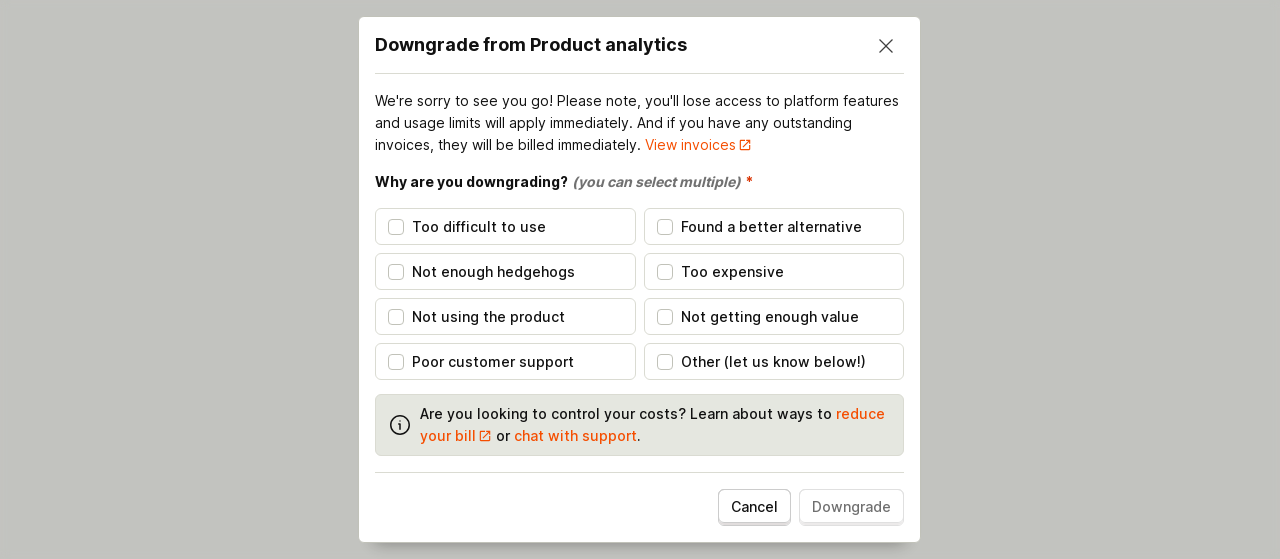 Downgrade from Product analytics
We're sorry to see you go! Please note, you'll lose access to platform features
and usage limits will apply immediately. And if you have any outstanding
invoices, they will be billed immediately. View invoices
Why are you downgrading? (you can select multiple) *
Too difficult to use
Found a better alternative
Not enough hedgehogs
Too expensive
Not using the product
Not getting enough value
Poor customer support
Other (let us know below!)
Are you looking to control your costs? Learn about ways to reduce
your bill or chat with support.
Cancel
Downgrade